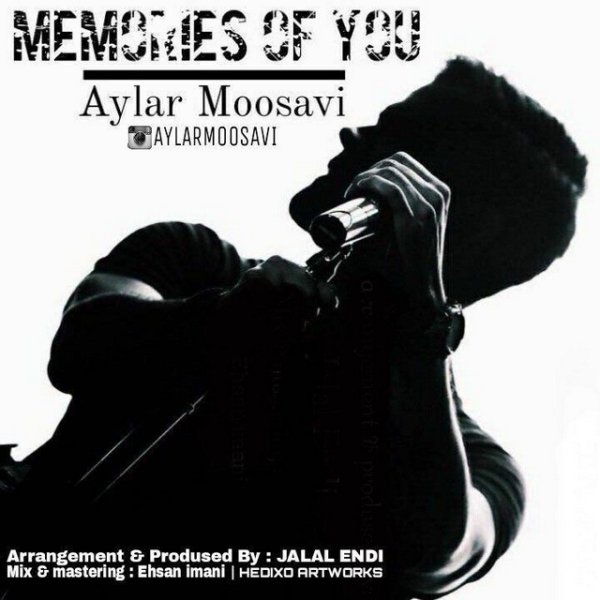 MEMORIES OF YOU
Aylar Moosavi
AYLARMOOSAVI
Arrangement & Prodused By : JALAL ENDI
Mix & mastering : Ehsan imani | HEDIXO ARTWORKS